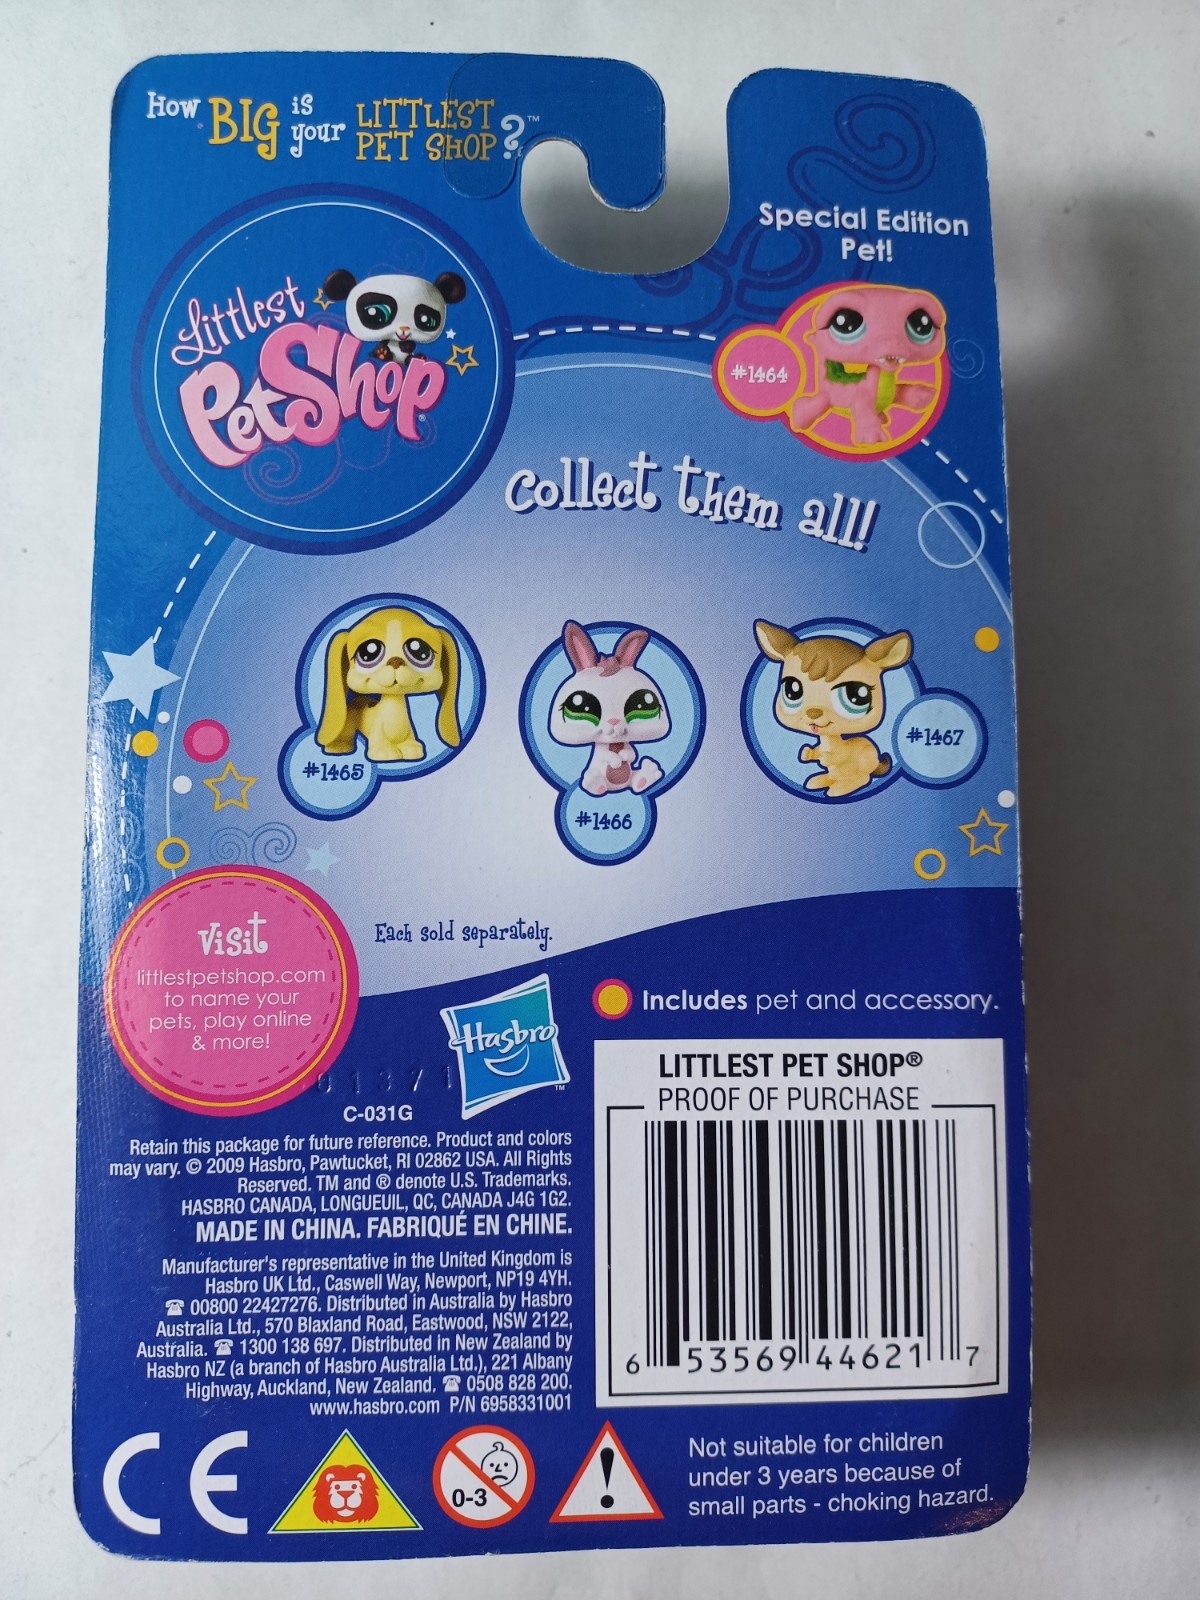 How BIG is your LITTLEST PET SHOP?™
Littlest
PetShop®
Special Edition
Pet!
#1464
Collect them all!
#1465
#1466
#1467
Visit
littlestpetshop.com
to name your
pets, play online
& more!
Each sold separately.
Hasbro
™
Includes pet and accessory.
C-031G
Retain this package for future reference. Product and colors
may vary. © 2009 Hasbro, Pawtucket, RI 02862 USA. All Rights
Reserved. TM and ® denote U.S. Trademarks.
HASBRO CANADA, LONGUEUIL, QC, CANADA J4G 1G2.
MADE IN CHINA. FABRIQUÉ EN CHINE.
Manufacturer's representative in the United Kingdom is
Hasbro UK Ltd., Caswell Way, Newport, NP19 4YH.
☎ 00800 22427276. Distributed in Australia by Hasbro
Australia Ltd., 570 Blaxland Road, Eastwood, NSW 2122,
Australia. ☎ 1300 138 697. Distributed in New Zealand by
Hasbro NZ (a branch of Hasbro Australia Ltd.), 221 Albany
Highway, Auckland, New Zealand. ☎ 0508 828 200.
www.hasbro.com P/N 6958331001
LITTLEST PET SHOP®
PROOF OF PURCHASE
6 53569 44621 7
CE
0-3
!
Not suitable for children
under 3 years because of
small parts - choking hazard.